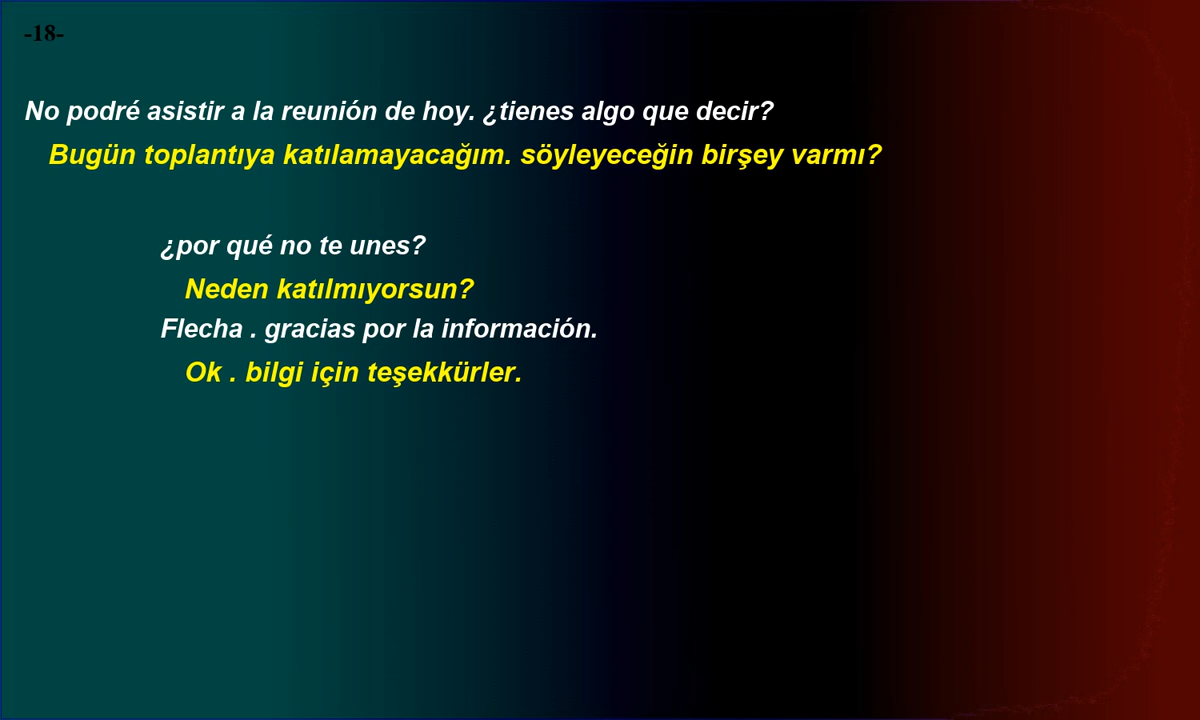 -18-
No podré asistir a la reunión de hoy. ¿tienes algo que decir?
Bugün toplantıya katılamayacağım. söyleyeceğin birşey varmı?
¿por qué no te unes?
Neden katılmıyorsun?
Flecha . gracias por la información.
Ok . bilgi için teşekkürler.